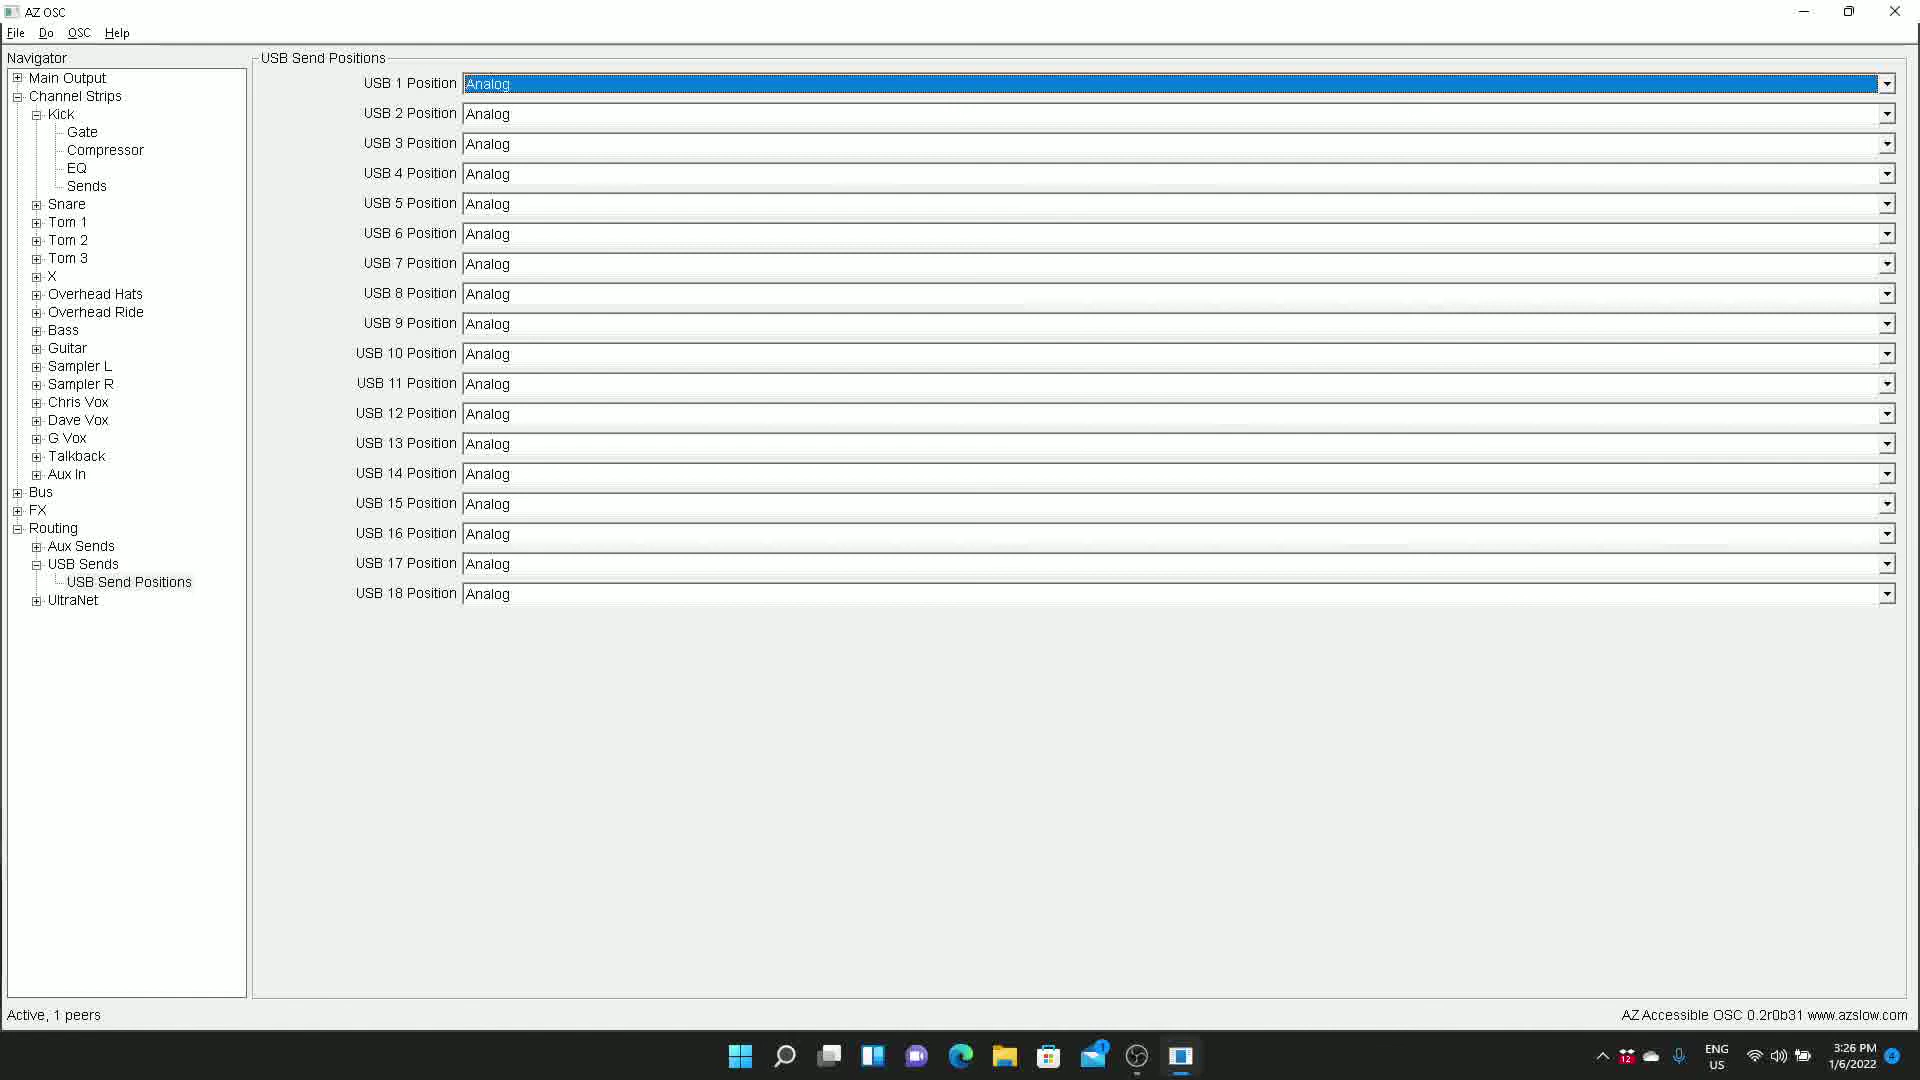 AZ OSC
File Do OSC Help
Navigator
Main Output
Channel Strips
Kick
Gate
Compressor
EQ
Sends
Snare
Tom 1
Tom 2
Tom 3
X
Overhead Hats
Overhead Ride
Bass
Guitar
Sampler L
Sampler R
Chris Vox
Dave Vox
G Vox
Talkback
Aux In
Bus
FX
Routing
Aux Sends
USB Sends
USB Send Positions
UltraNet
USB Send Positions
USB 1 Position Analog
USB 2 Position Analog
USB 3 Position Analog
USB 4 Position Analog
USB 5 Position Analog
USB 6 Position Analog
USB 7 Position Analog
USB 8 Position Analog
USB 9 Position Analog
USB 10 Position Analog
USB 11 Position Analog
USB 12 Position Analog
USB 13 Position Analog
USB 14 Position Analog
USB 15 Position Analog
USB 16 Position Analog
USB 17 Position Analog
USB 18 Position Analog
Active, 1 peers
AZ Accessible OSC 0.2r0b31 www.azslow.com
1
12
ENG
US
3:26 PM
1/6/2022
4